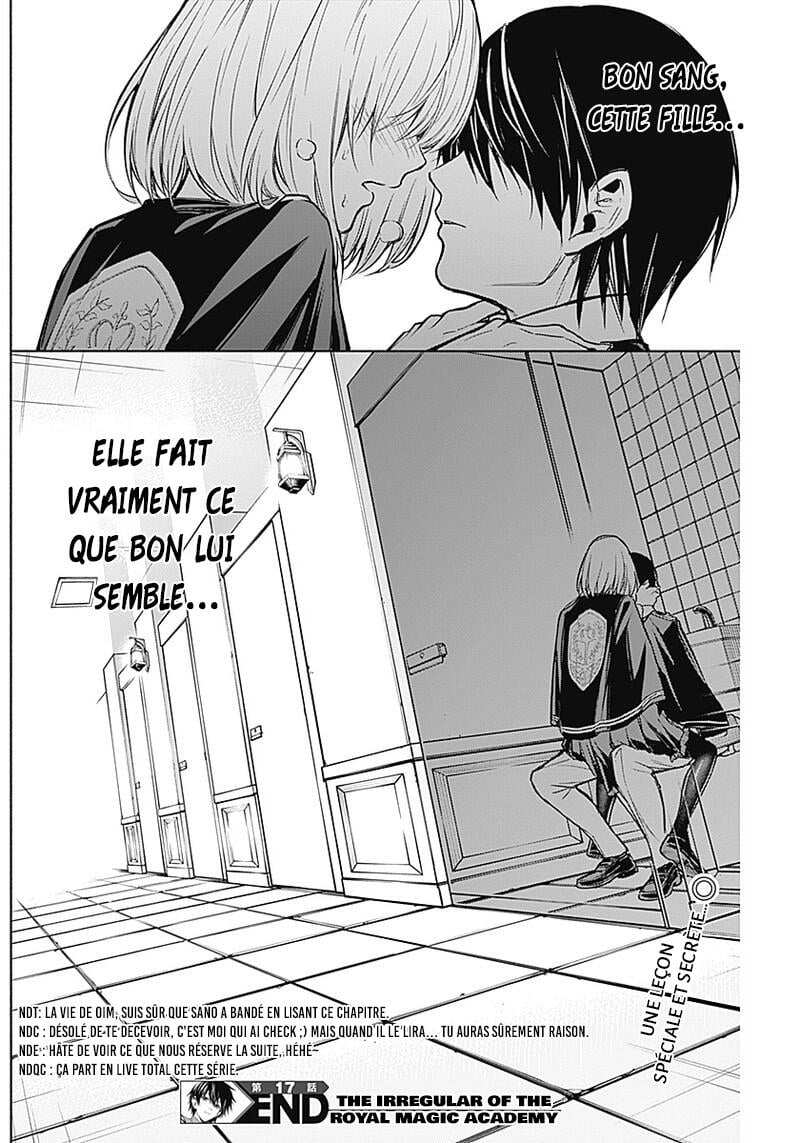 BON SANG,
CETTE FILLE...
ELLE FAIT
VRAIMENT CE
QUE BON LUI
SEMBLE...
UNE LEÇON
SPÉCIALE ET SECRÈTE...
NDT: LA VIE DE OIM, SUIS SÛR QUE SANO A BANDÉ EN LISANT CE CHAPITRE.
NDC : DÉSOLÉ DE TE DECEVOIR, C'EST MOI QUI AI CHECK ;) MAIS QUAND IL LE LIRA... TU AURAS SÛREMENT RAISON.
NDE : HÂTE DE VOIR CE QUE NOUS RÉSERVE LA SUITE, HÉHÉ~
NDQC : ÇA PART EN LIVE TOTAL CETTE SÉRIE.
第 17 話
END
THE IRREGULAR OF THE
ROYAL MAGIC ACADEMY